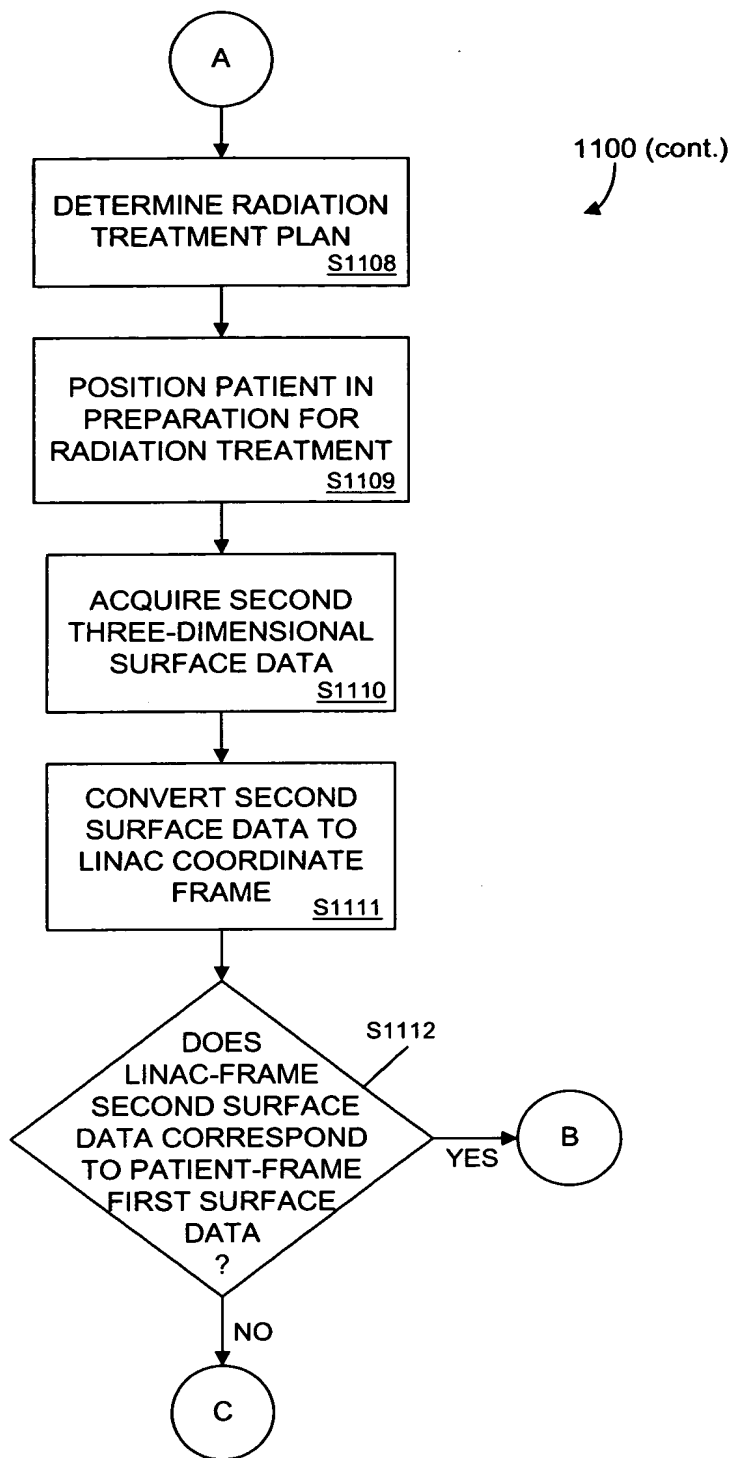 A
1100 (cont.)
DETERMINE RADIATION
TREATMENT PLAN
S1108
POSITION PATIENT IN
PREPARATION FOR
RADIATION TREATMENT
S1109
ACQUIRE SECOND
THREE-DIMENSIONAL
SURFACE DATA
S1110
CONVERT SECOND
SURFACE DATA TO
LINAC COORDINATE
FRAME
S1111
S1112
DOES
LINAC-FRAME
SECOND SURFACE
DATA CORRESPOND
TO PATIENT-FRAME
FIRST SURFACE
DATA
?
YES
B
NO
C